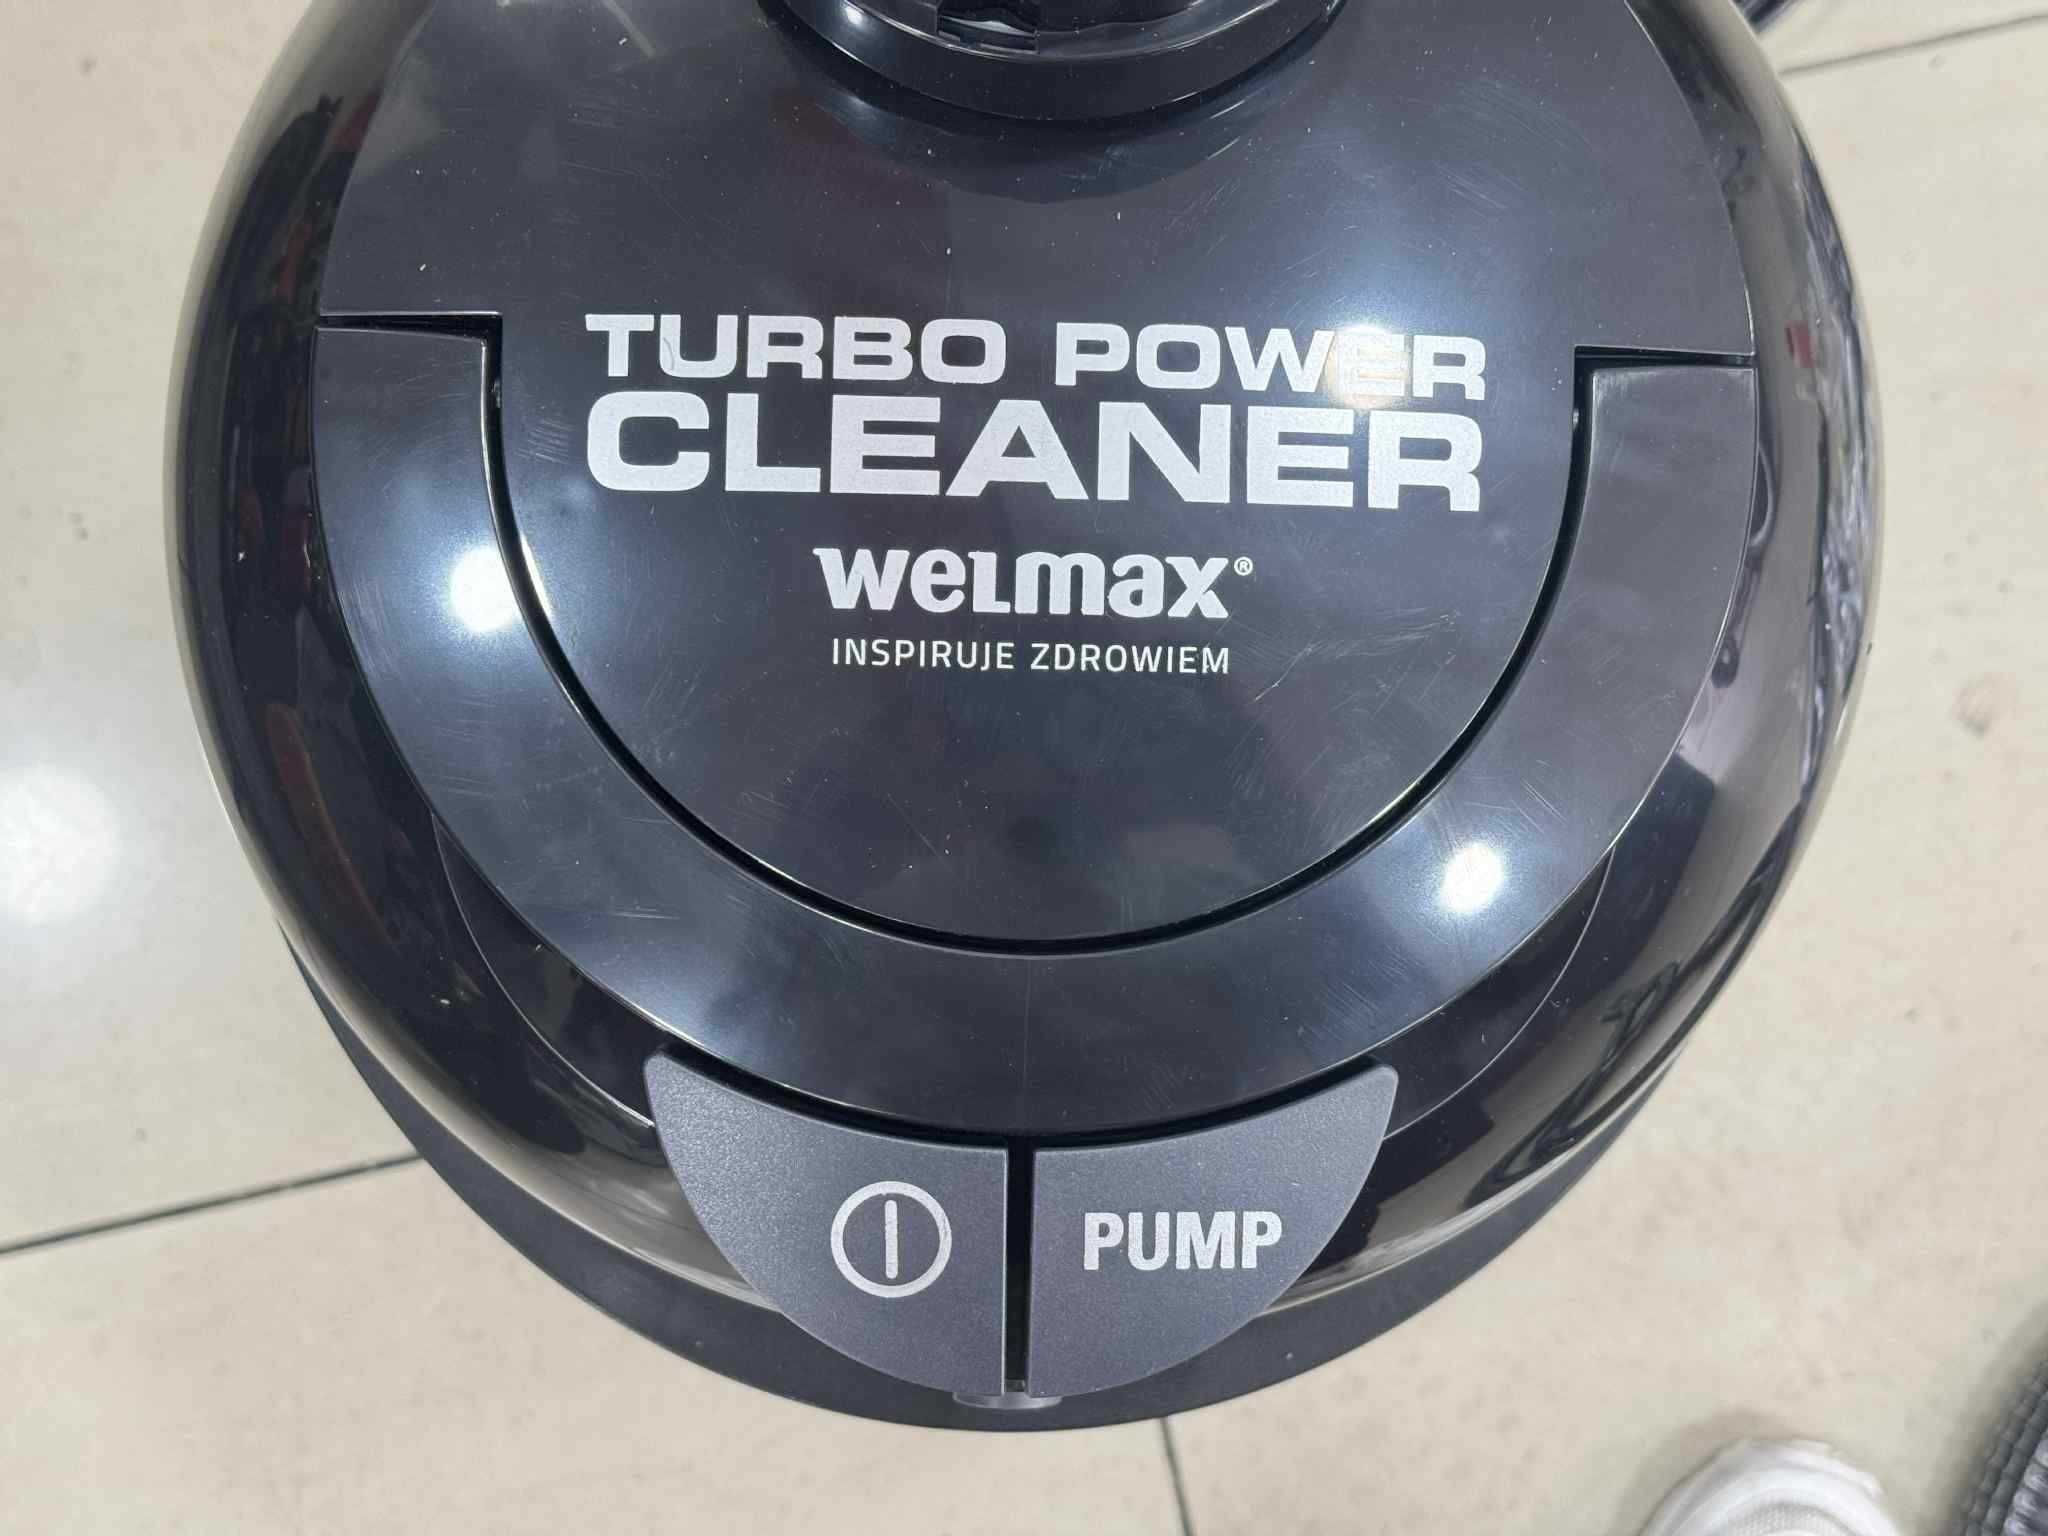 TURBO POWER
CLEANER
welmax®
INSPIRUJE ZDROWIEM
PUMP